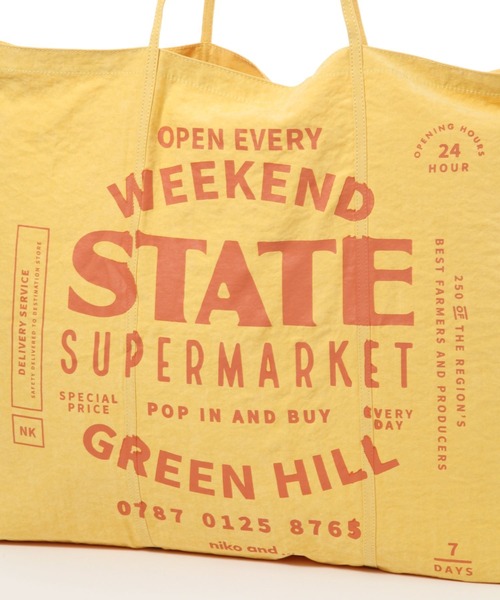 OPEN EVERY
WEEKEND
STATE
SUPERMARKET
SPECIAL
PRICE
POP IN AND BUY
EVERY
DAY
GREEN HILL
0787 0125 8765
niko and ...
OPENING HOURS
24
HOUR
250 OF THE REGION'S
BEST FARMERS AND PRODUCERS
7
DAYS
DELIVERY SERVICE
SAFETY DELIVERED TO DESTINATION STORE
NK